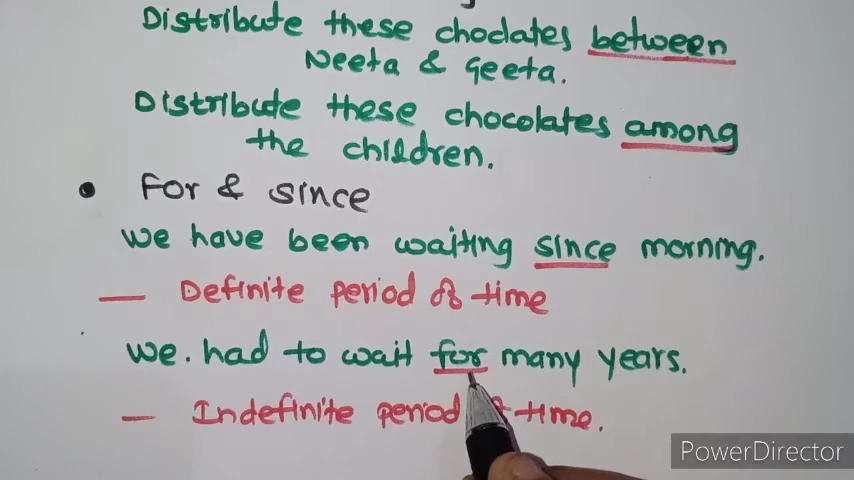 Distribute these chodates between
Neeta & Geeta.
Distribute these chocolates among
the children.
• For & since
we have been waiting since morning.
— Definite period of time
we. had to wait for many years.
— Indefinite period of time.
PowerDirector